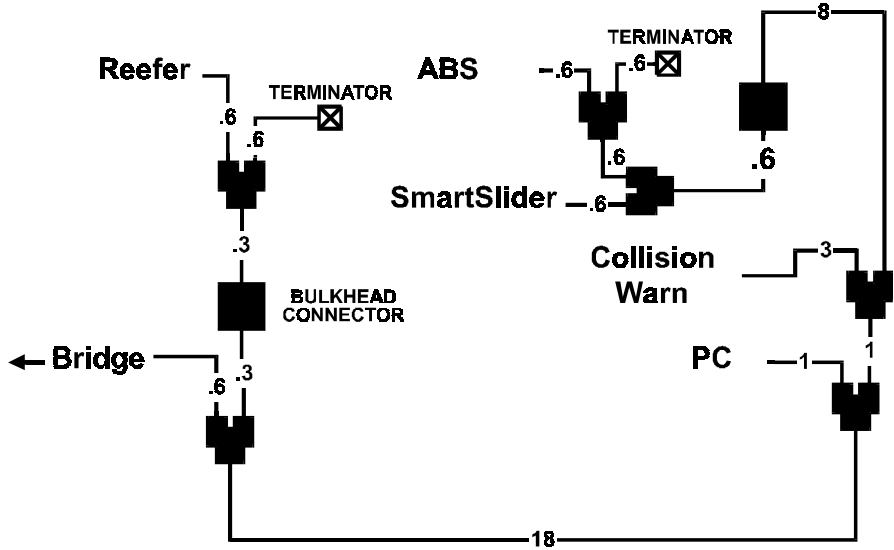 8
Reefer
TERMINATOR
.6
.6
ABS
.6
TERMINATOR
.6
.6
.6
SmartSlider
.6
.3
BULKHEAD
CONNECTOR
Collision
Warn
3
Bridge
.6
.3
PC
1
1
18